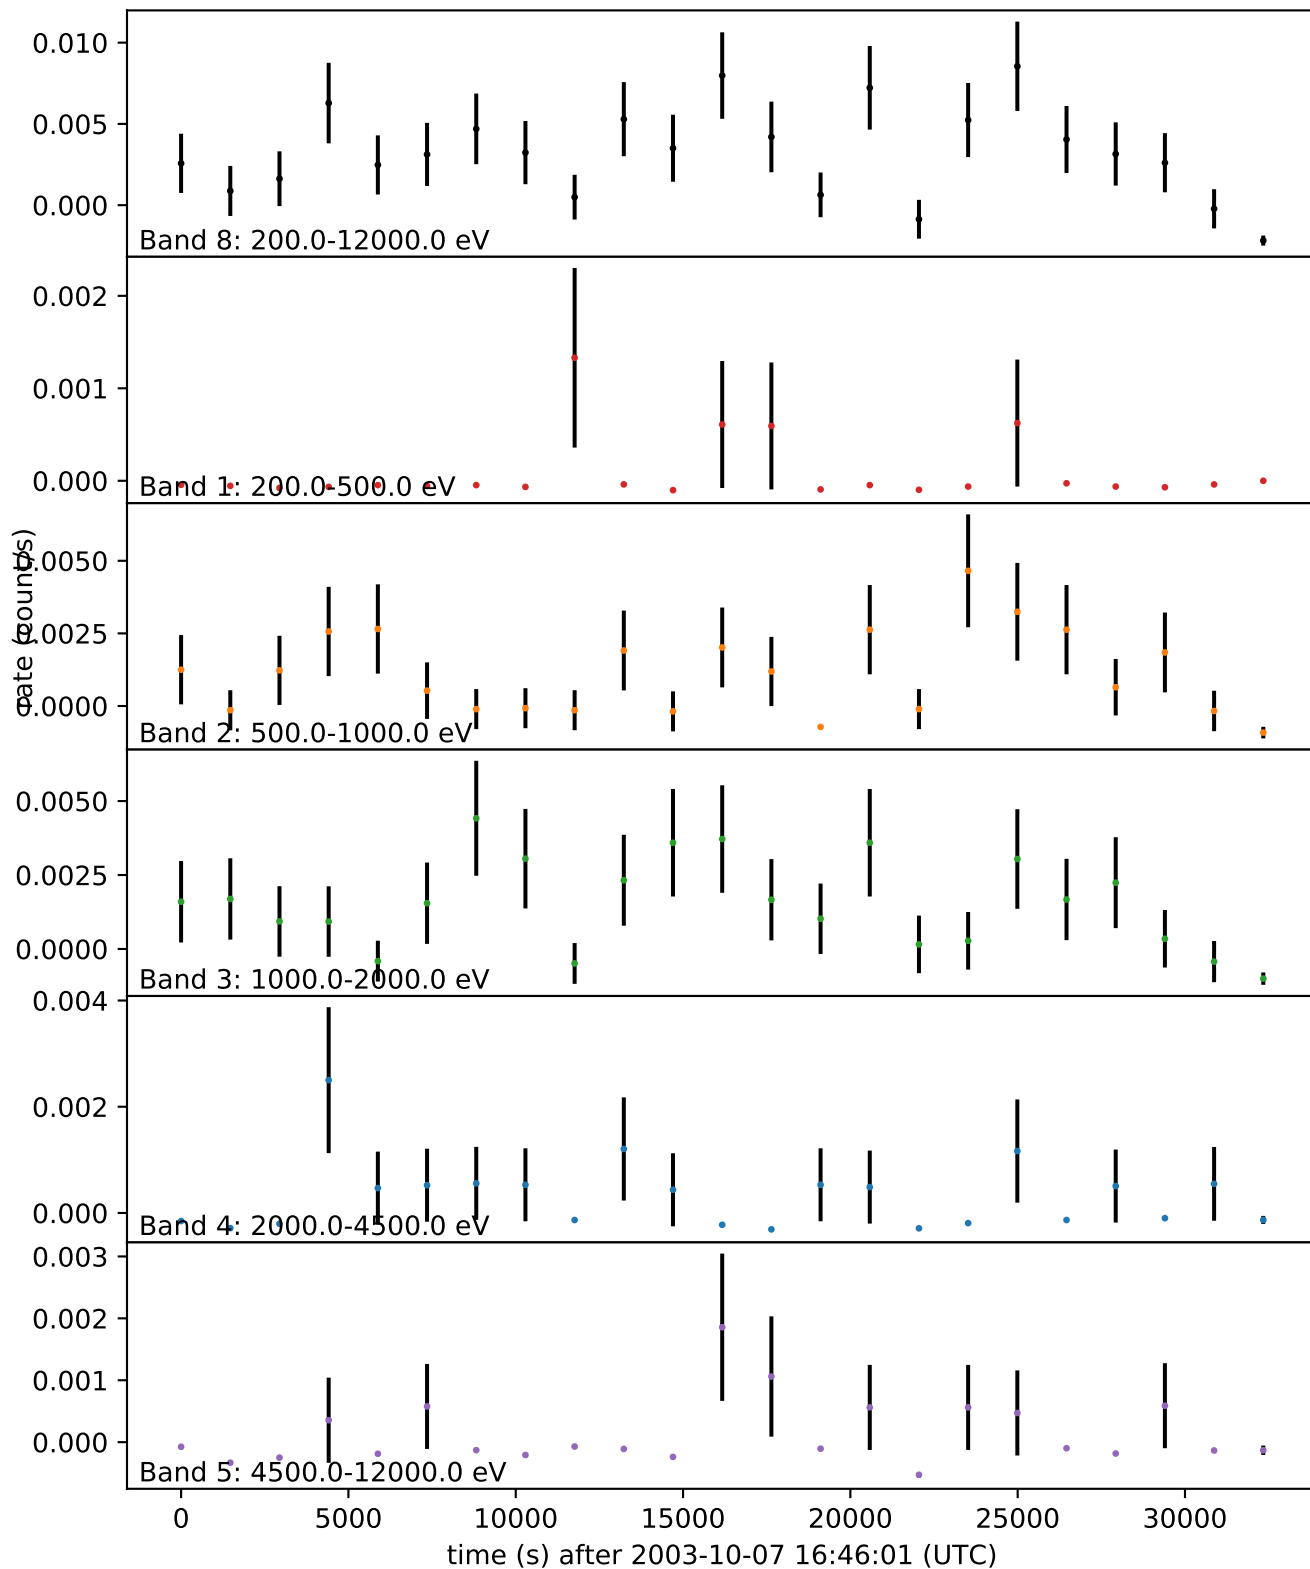 0.010
0.005
0.000
Band 8: 200.0-12000.0 eV
0.002
0.001
0.000
Band 1: 200.0-500.0 eV
rate (count/s)
0.0050
0.0025
0.0000
Band 2: 500.0-1000.0 eV
0.0050
0.0025
0.0000
Band 3: 1000.0-2000.0 eV
0.004
0.002
0.000
Band 4: 2000.0-4500.0 eV
0.003
0.002
0.001
0.000
Band 5: 4500.0-12000.0 eV
0 5000 10000 15000 20000 25000 30000
time (s) after 2003-10-07 16:46:01 (UTC)